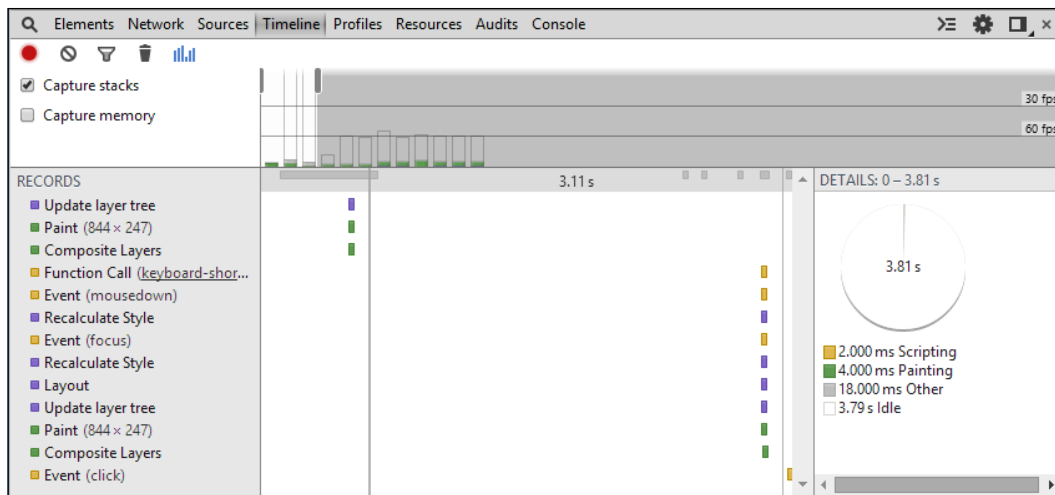 Elements Network Sources Timeline Profiles Resources Audits Console
Capture stacks
Capture memory
30 fps
60 fps
RECORDS
3.11 s
DETAILS: 0 – 3.81 s
Update layer tree
Paint (844 × 247)
Composite Layers
Function Call (keyboard-shor...
Event (mousedown)
Recalculate Style
Event (focus)
Recalculate Style
Layout
Update layer tree
Paint (844 × 247)
Composite Layers
Event (click)
3.81 s
2.000 ms Scripting
4.000 ms Painting
18.000 ms Other
3.79 s Idle